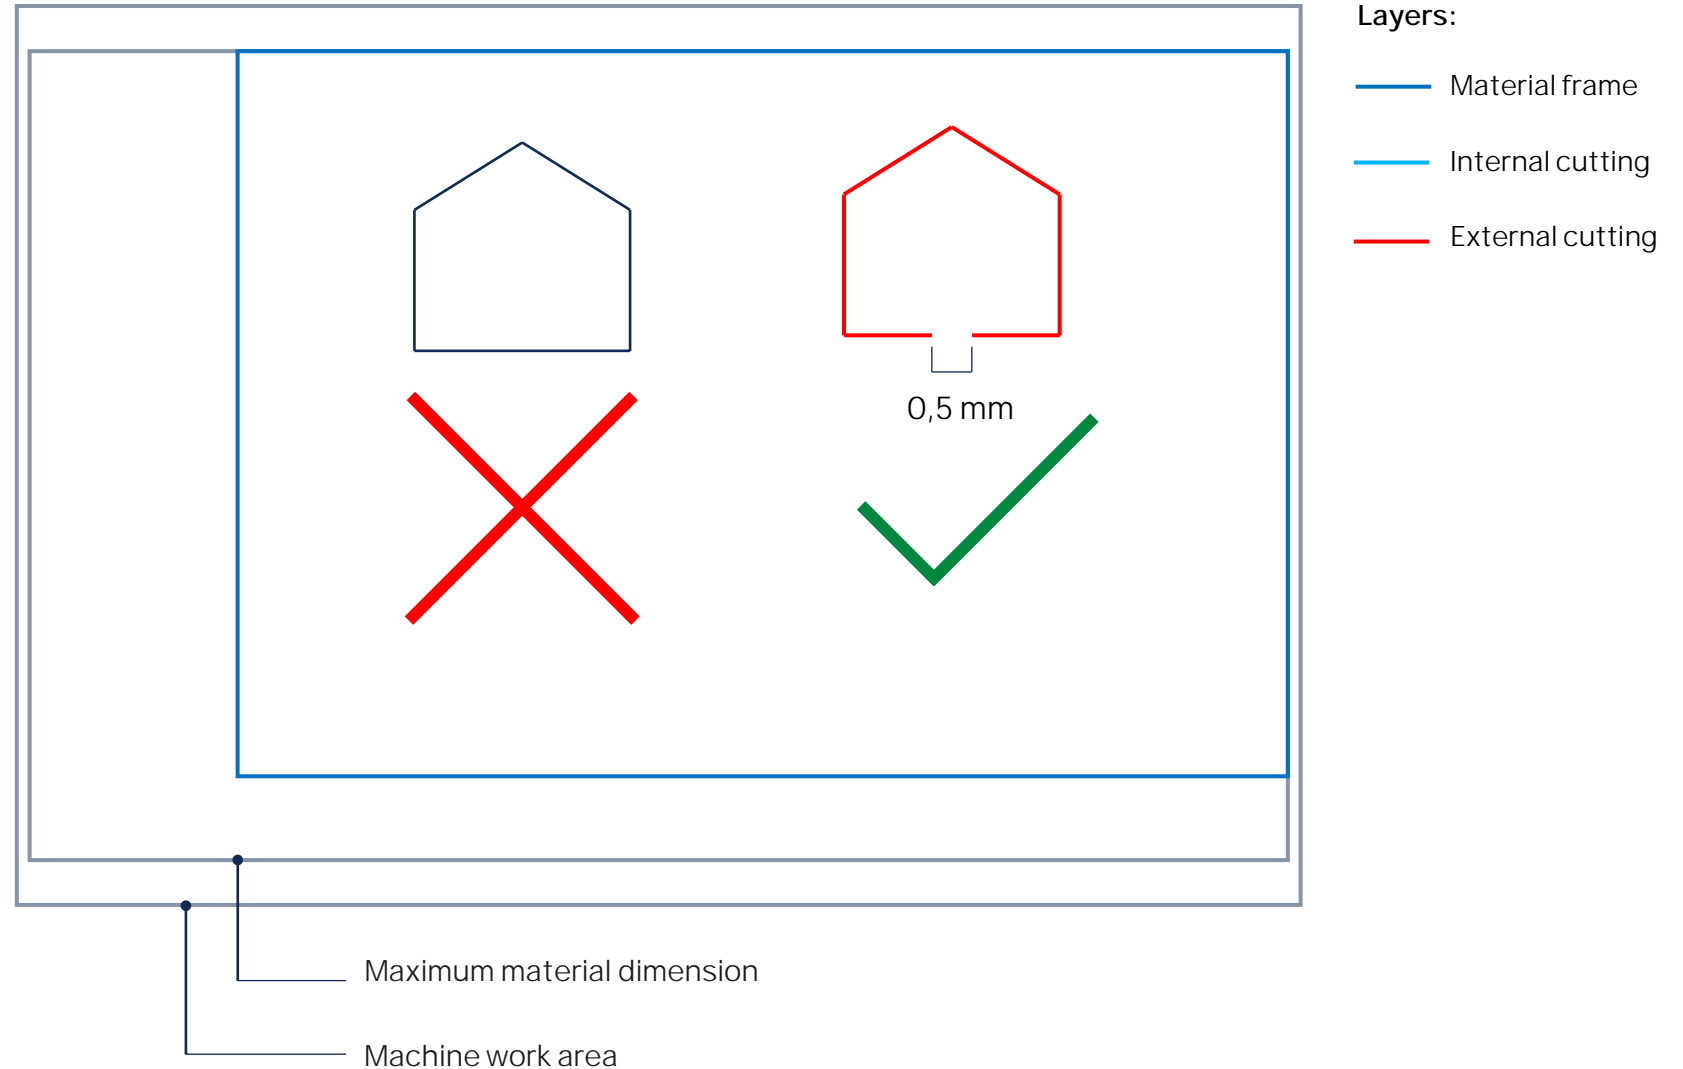 Layers:
Material frame
Internal cutting
External cutting
0,5 mm
Maximum material dimension
Machine work area